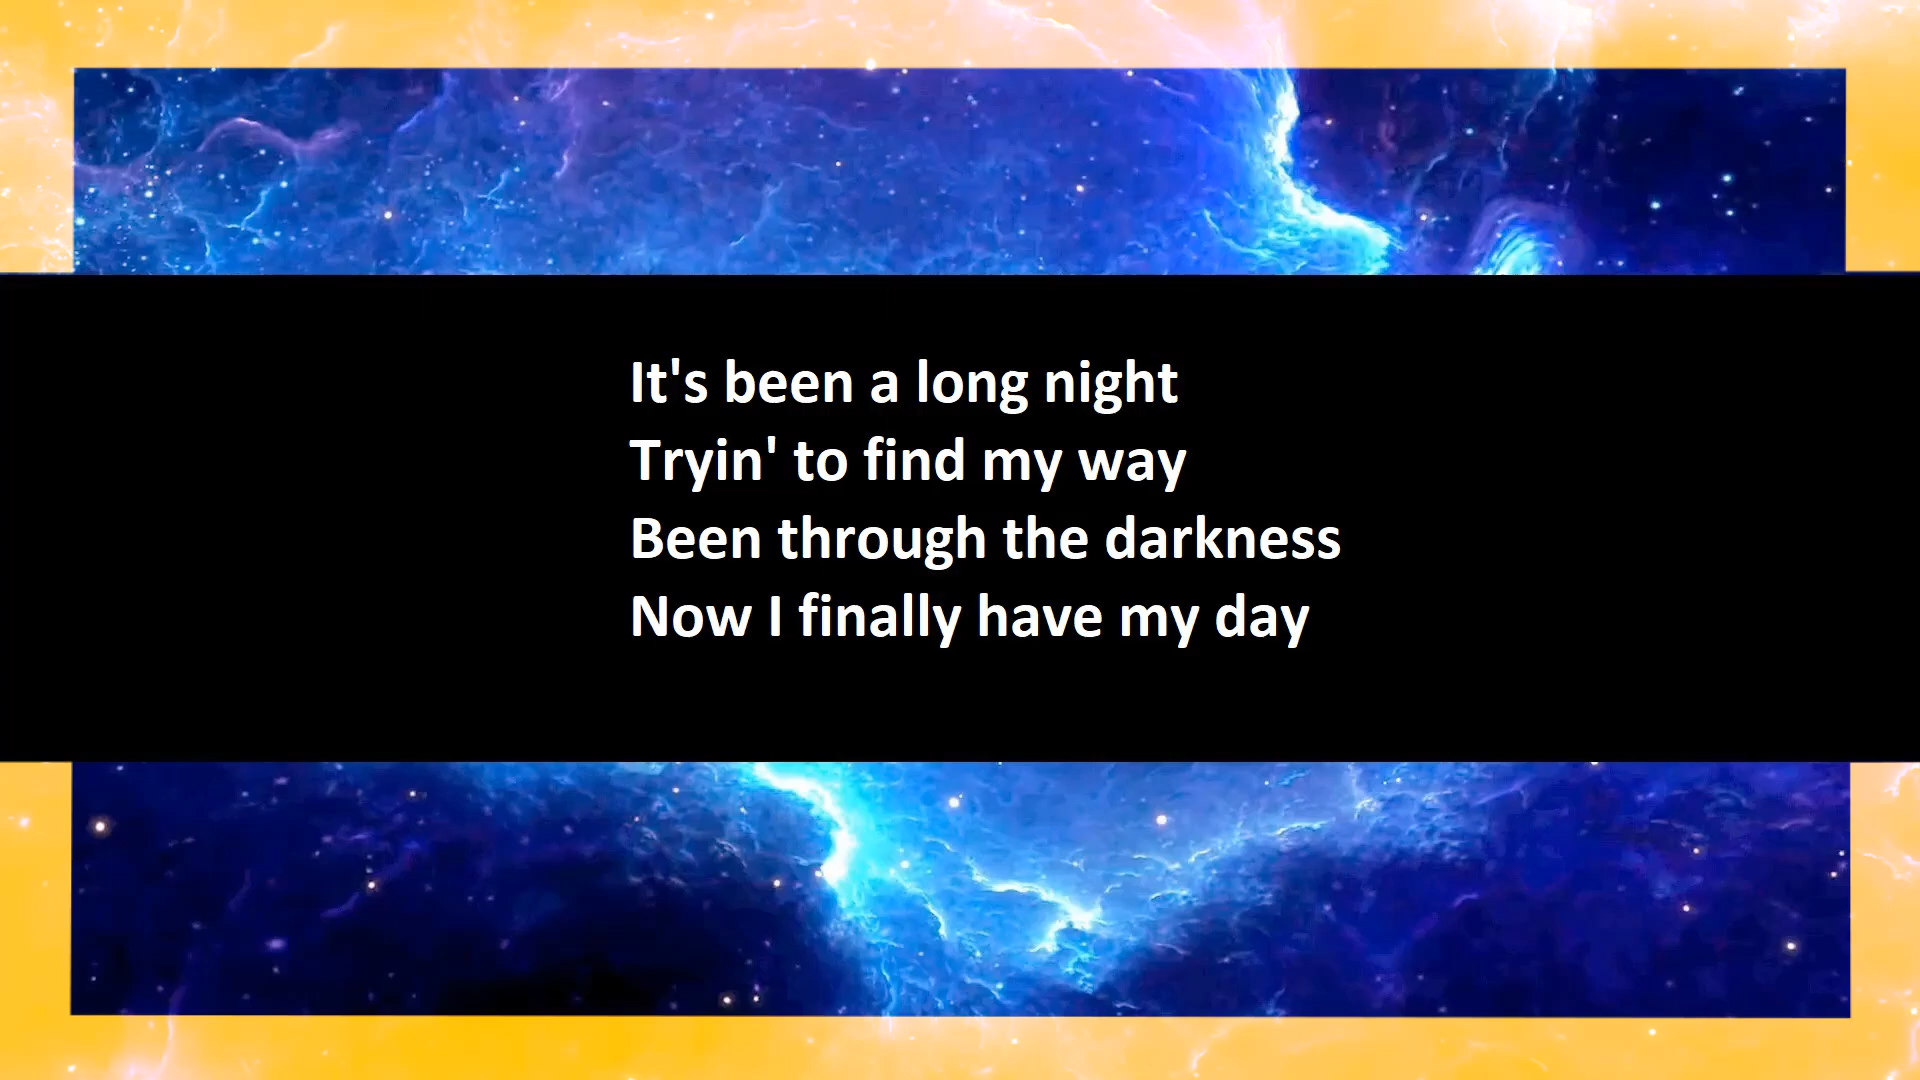 It's been a long night
Tryin' to find my way
Been through the darkness
Now I finally have my day